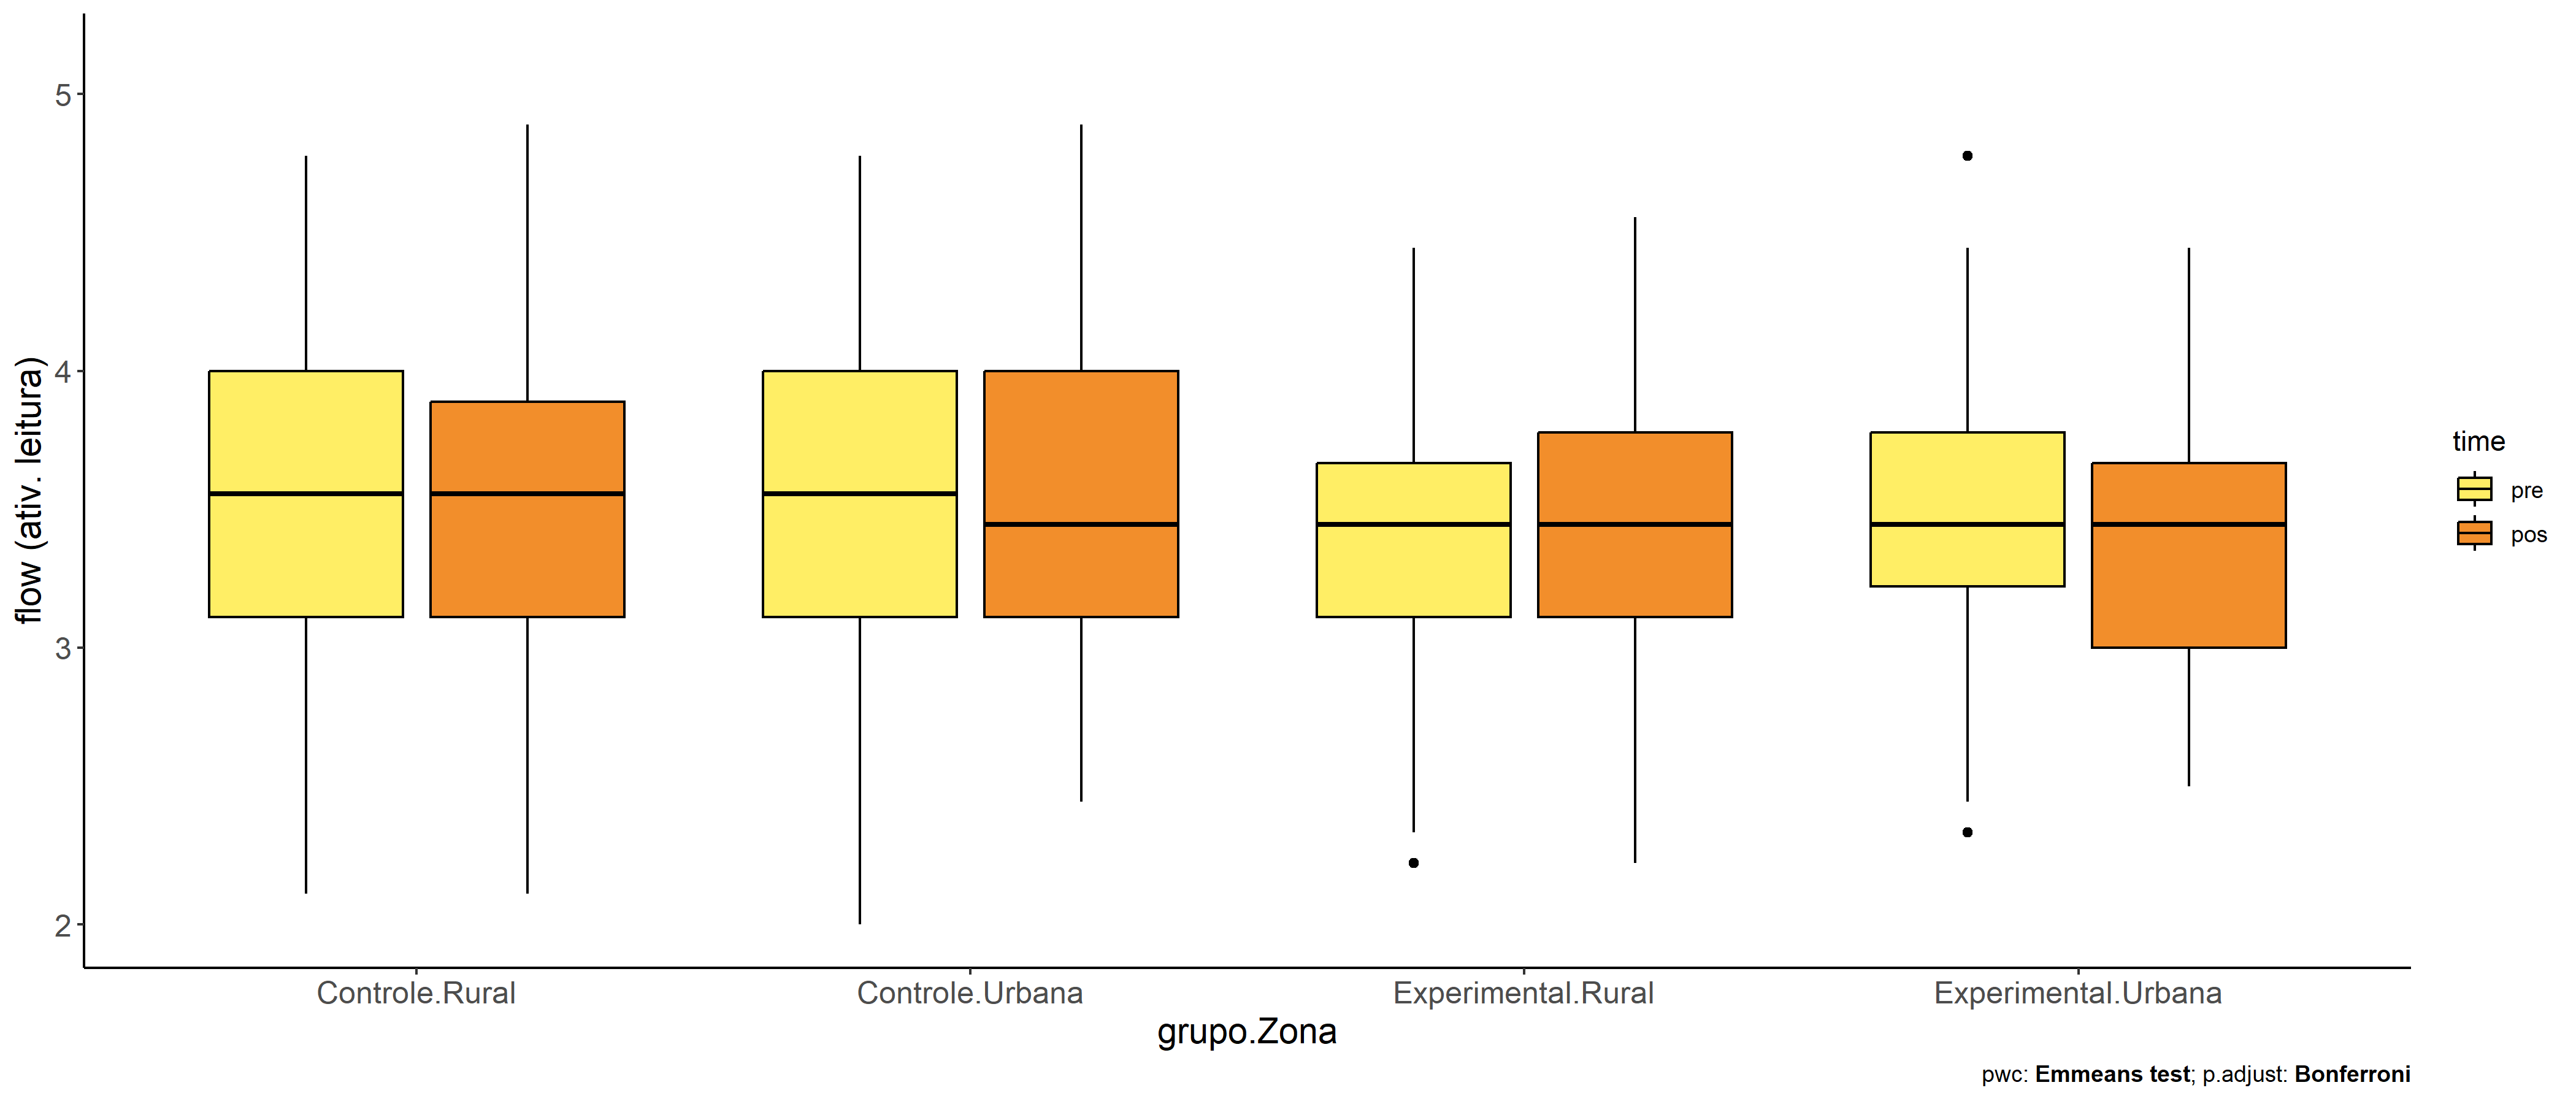 flow (ativ. leitura)
5
4
3
2
Controle.Rural
Controle.Urbana
Experimental.Rural
Experimental.Urbana
grupo.Zona
time
pre
pos
pwc: Emmeans test; p.adjust: Bonferroni